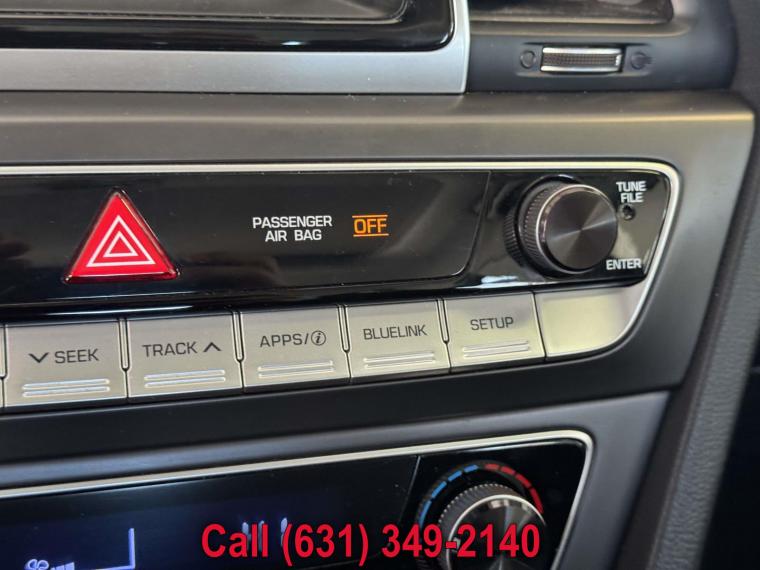 PASSENGER
AIR BAG
OFF
TUNE
FILE
ENTER
SEEK
TRACK
APPS/i
BLUELINK
SETUP
Call (631) 349-2140